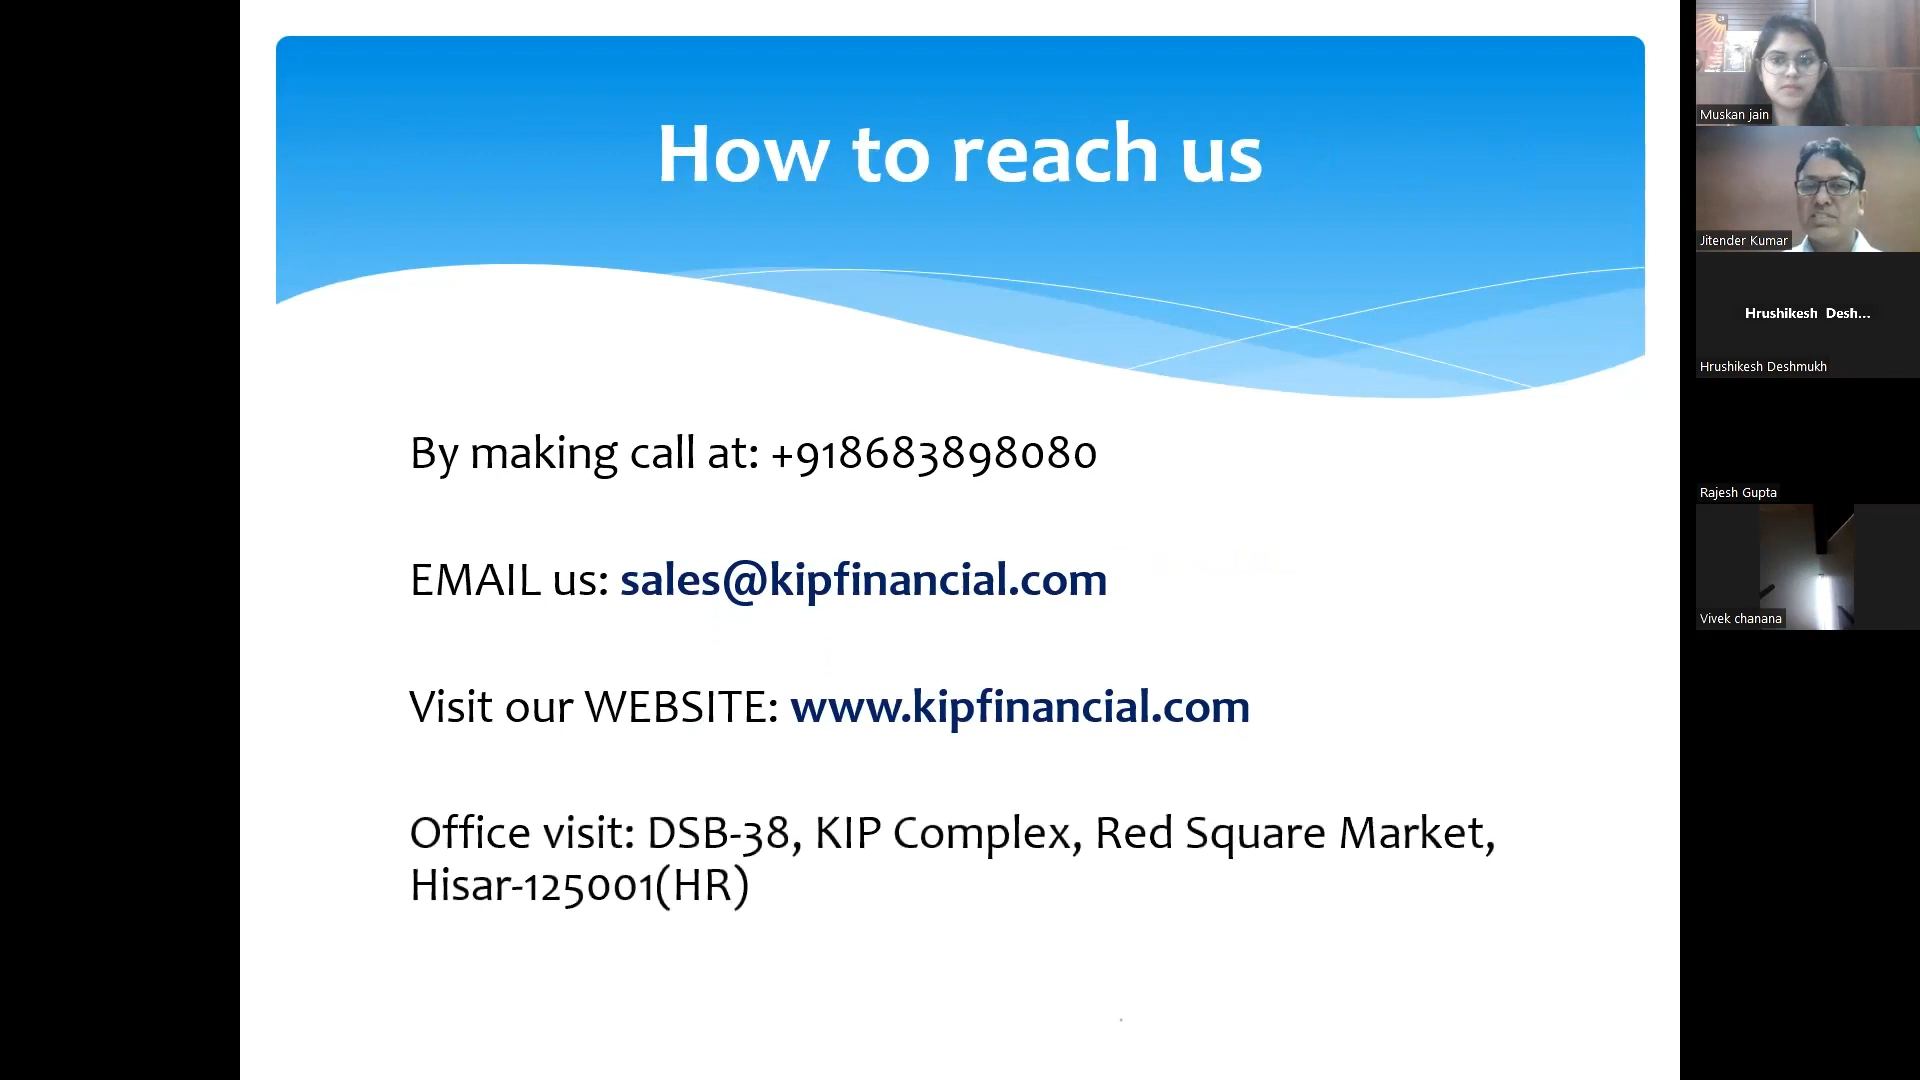 How to reach us
By making call at: +918683898080
EMAIL us: sales@kipfinancial.com
Visit our WEBSITE: www.kipfinancial.com
Office visit: DSB-38, KIP Complex, Red Square Market,
Hisar-125001(HR)
Muskan jain
Jitender Kumar
Hrushikesh Desh...
Hrushikesh Deshmukh
Rajesh Gupta
Vivek chanana